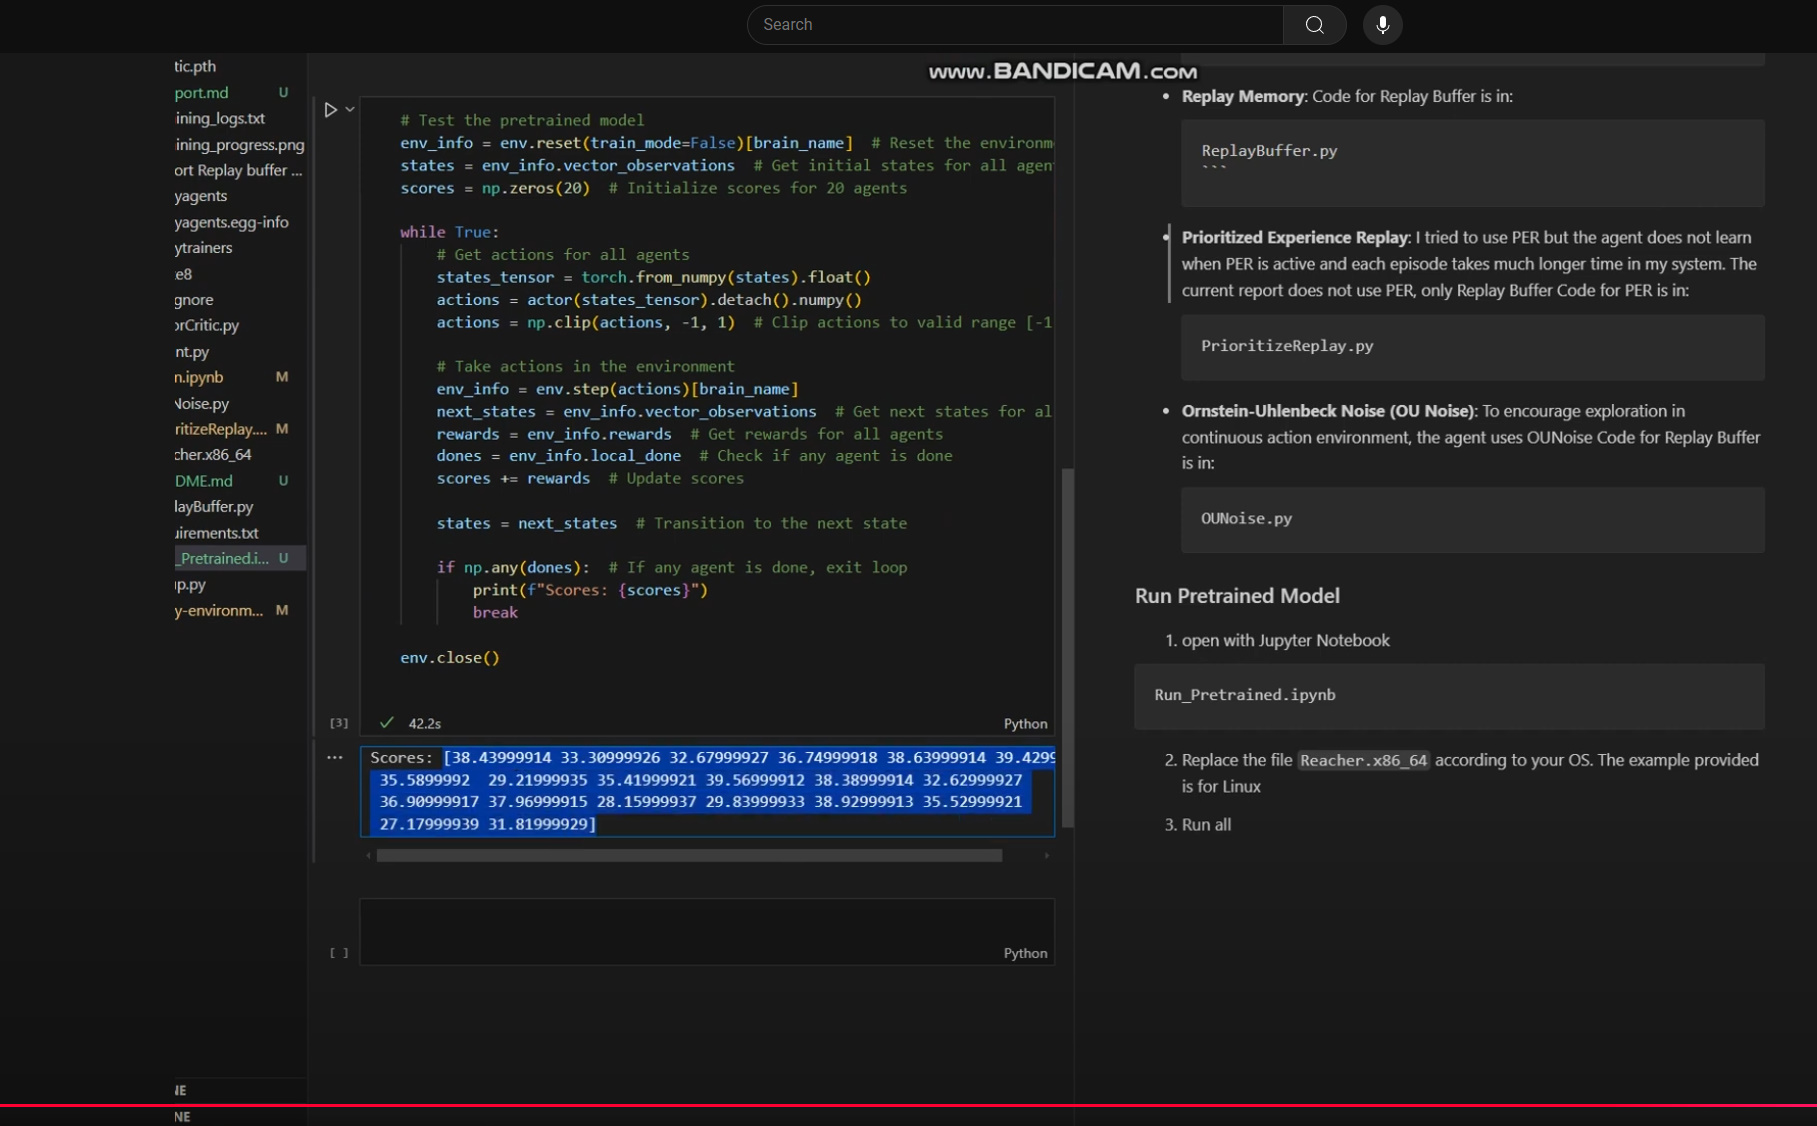 Search
www.BANDICAM.com
tic.pth
port.md U
ining_logs.txt
ining_progress.png
ort Replay buffer ...
yagents
yagents.egg-info
ytrainers
e8
gnore
orCritic.py
nt.py
n.ipynb M
Noise.py
ritizeReplay.... M
cher.x86_64
DME.md U
layBuffer.py
uirements.txt
_Pretrained.i... U
up.py
y-environm... M
NE
NE
# Test the pretrained model
env_info = env.reset(train_mode=False)[brain_name] # Reset the environm
states = env_info.vector_observations # Get initial states for all agen
scores = np.zeros(20) # Initialize scores for 20 agents
while True:
# Get actions for all agents
states_tensor = torch.from_numpy(states).float()
actions = actor(states_tensor).detach().numpy()
actions = np.clip(actions, -1, 1) # Clip actions to valid range [-1
# Take actions in the environment
env_info = env.step(actions)[brain_name]
next_states = env_info.vector_observations # Get next states for al
rewards = env_info.rewards # Get rewards for all agents
dones = env_info.local_done # Check if any agent is done
scores += rewards # Update scores
states = next_states # Transition to the next state
if np.any(dones): # If any agent is done, exit loop
print(f"Scores: {scores}")
break
env.close()
[3] 42.2s Python
Scores: [38.43999914 33.30999926 32.67999927 36.74999918 38.63999914 39.4299
35.5899992 29.21999935 35.41999921 39.56999912 38.38999914 32.62999927
36.90999917 37.96999915 28.15999937 29.83999933 38.92999913 35.52999921
27.17999939 31.81999929]
[ ] Python
• Replay Memory: Code for Replay Buffer is in:
ReplayBuffer.py
```
• Prioritized Experience Replay: I tried to use PER but the agent does not learn
when PER is active and each episode takes much longer time in my system. The
current report does not use PER, only Replay Buffer Code for PER is in:
PrioritizeReplay.py
• Ornstein-Uhlenbeck Noise (OU Noise): To encourage exploration in
continuous action environment, the agent uses OUNoise Code for Replay Buffer
is in:
OUNoise.py
Run Pretrained Model
1. open with Jupyter Notebook
Run_Pretrained.ipynb
2. Replace the file Reacher.x86_64 according to your OS. The example provided
is for Linux
3. Run all